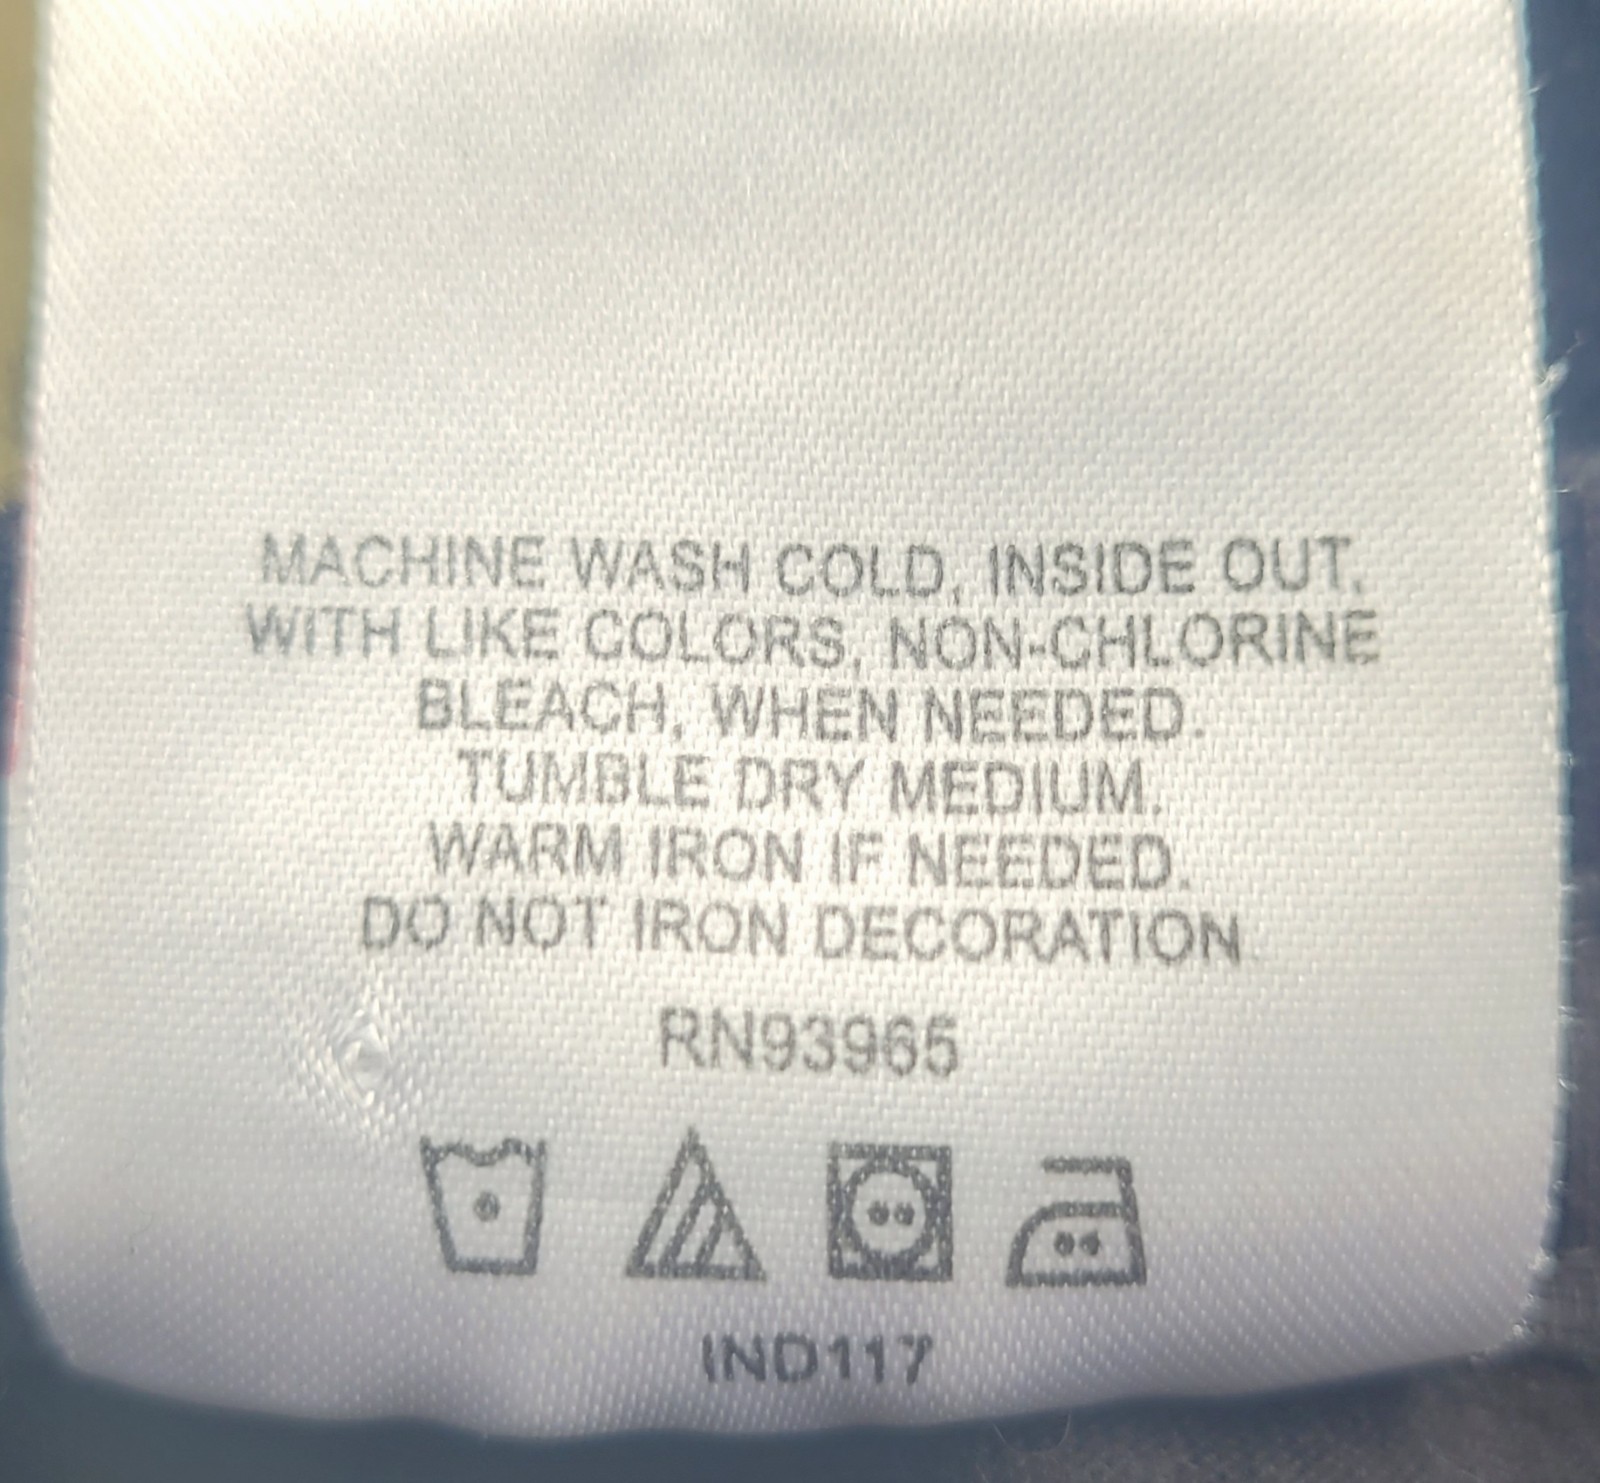 MACHINE WASH COLD, INSIDE OUT,
WITH LIKE COLORS, NON-CHLORINE
BLEACH, WHEN NEEDED.
TUMBLE DRY MEDIUM.
WARM IRON IF NEEDED.
DO NOT IRON DECORATION
RN93965
IND117